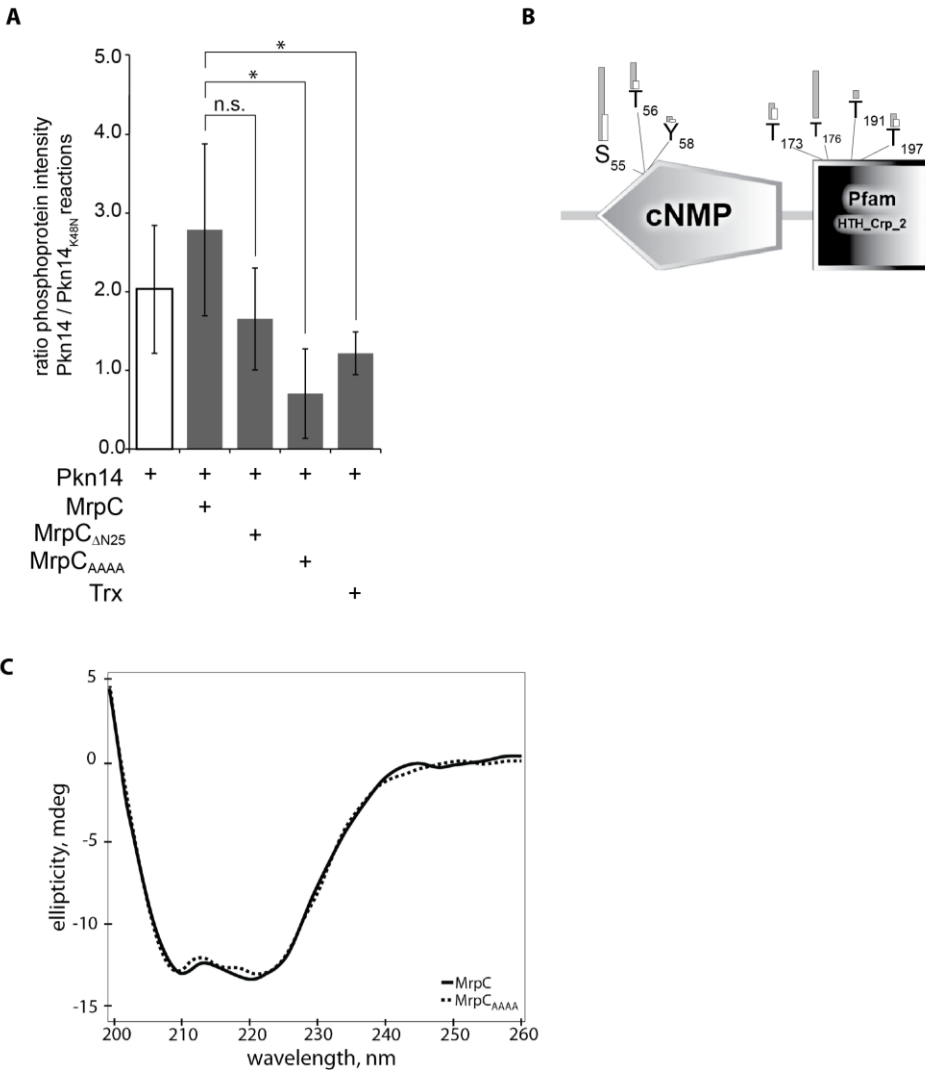 A
ratio phosphoprotein intensity
Pkn14 / Pkn14K48N reactions
5.0
4.0
3.0
2.0
1.0
0.0
*
*
n.s.
Pkn14 + + + + +
MrpC +
MrpCΔN25 +
MrpCAAAA +
Trx +
B
S55
T56
Y58
T173
T176
T191
T197
cNMP
Pfam
HTH_Crp_2
C
ellipticity, mdeg
5
0
-5
-10
-15
MrpC
MrpCAAAA
200 210 220 230 240 250 260
wavelength, nm